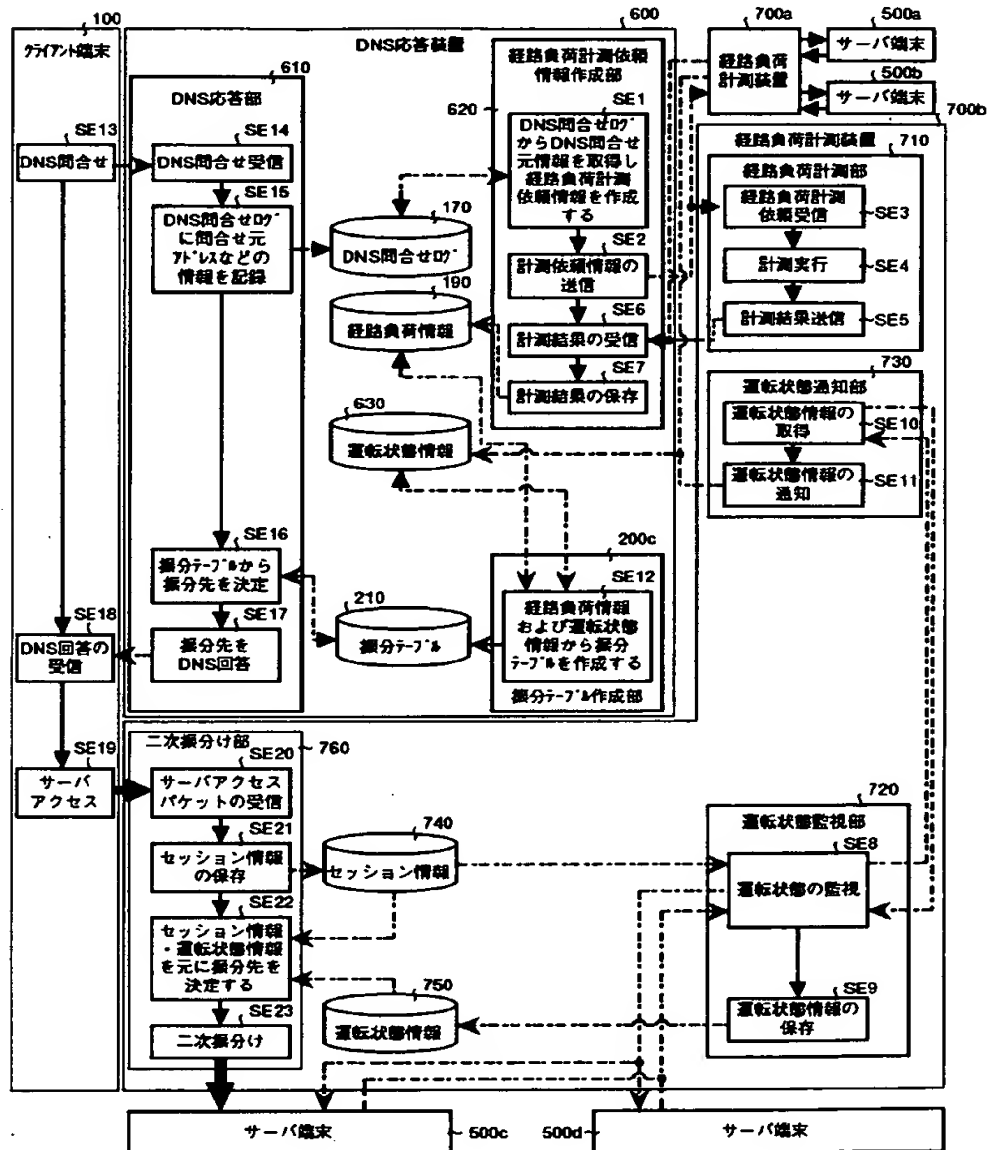 100
クライアント端末
SE13
DNS問合せ
SE18
DNS回答の
受信
SE19
サーバ
アクセス
600
DNS応答装置
610
DNS応答部
SE14
DNS問合せ受信
SE15
DNS問合せログ
に問合せ元
アドレスなどの
情報を記録
SE16
振分テーブルから
振分先を決定
SE17
振分先を
DNS回答
170
DNS問合せログ
190
経路負荷情報
630
運転状態情報
210
振分テーブル
経路負荷計測依頼
情報作成部
620
SE1
DNS問合せログ
からDNS問合せ
元情報を取得し
経路負荷計測
依頼情報を作成
する
SE2
計測依頼情報の
送信
SE6
計測結果の受信
SE7
計測結果の保存
200c
SE12
経路負荷情報
および運転状態
情報から振分
テーブルを作成する
振分テーブル作成部
700a
経路負荷
計測装置
500a
サーバ端末
500b
サーバ端末
700b
経路負荷計測装置
710
経路負荷計測部
経路負荷計測
依頼受信
SE3
計測実行
SE4
計測結果送信
SE5
730
運転状態通知部
運転状態情報の
取得
SE10
運転状態情報の
通知
SE11
二次振分け部
760
SE20
サーバアクセス
パケットの受信
SE21
セッション情報
の保存
SE22
セッション情報
・運転状態情報
を元に振分先を
決定する
SE23
二次振分け
740
セッション情報
750
運転状態情報
720
運転状態監視部
SE8
運転状態の監視
SE9
運転状態情報の
保存
サーバ端末
500c
500d
サーバ端末